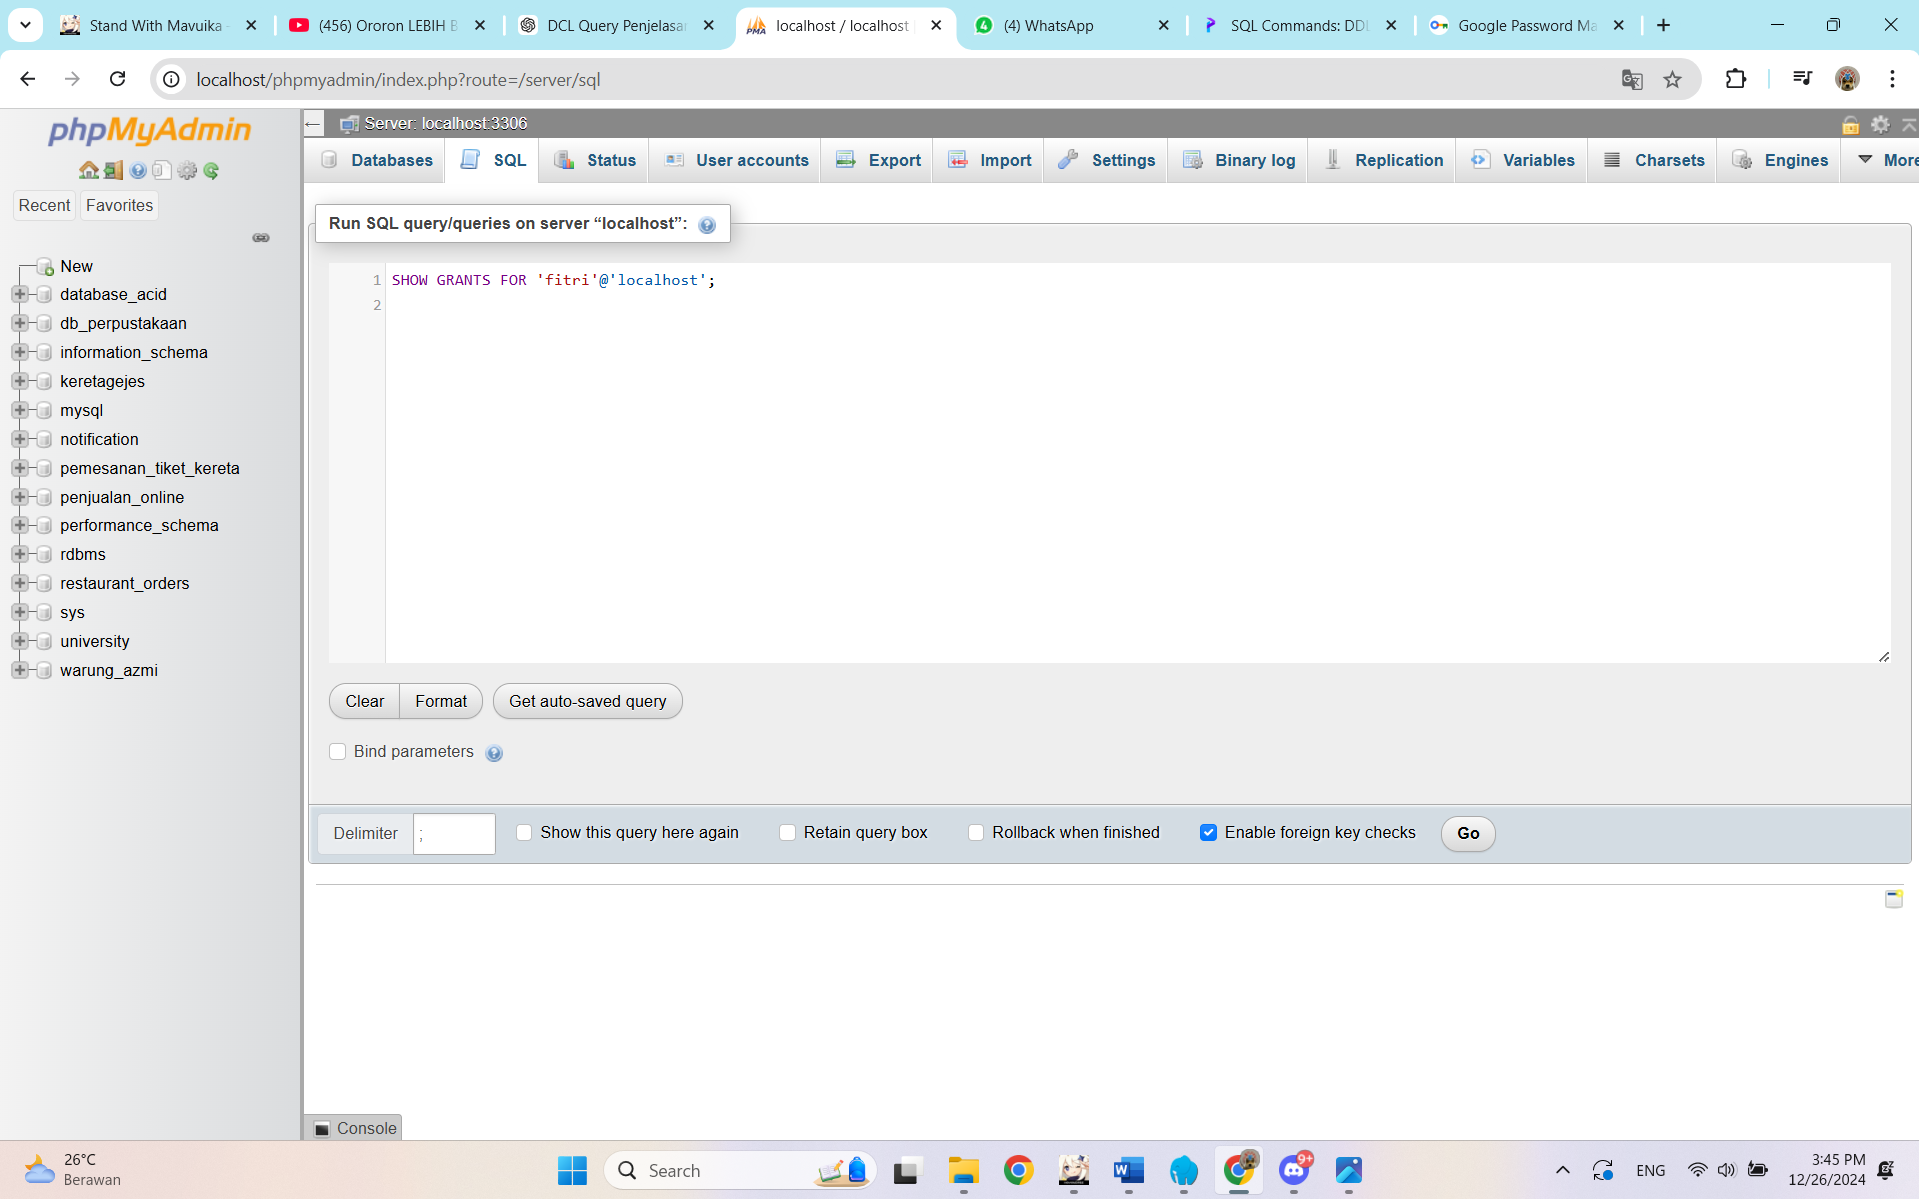 Stand With Mavuika -
(456) Ororon LEBIH B
DCL Query Penjelasan
localhost / localhost
(4) WhatsApp
SQL Commands: DDL
Google Password Ma
localhost/phpmyadmin/index.php?route=/server/sql
phpMyAdmin
Recent
Favorites
New
database_acid
db_perpustakaan
information_schema
keretagejes
mysql
notification
pemesanan_tiket_kereta
penjualan_online
performance_schema
rdbms
restaurant_orders
sys
university
warung_azmi
Server: localhost:3306
Databases
SQL
Status
User accounts
Export
Import
Settings
Binary log
Replication
Variables
Charsets
Engines
More
Run SQL query/queries on server “localhost”:
1 SHOW GRANTS FOR 'fitri'@'localhost';
2
Clear
Format
Get auto-saved query
Bind parameters
Delimiter ;
Show this query here again
Retain query box
Rollback when finished
Enable foreign key checks
Go
Console
26°C
Berawan
Search
9+
ENG
3:45 PM
12/26/2024